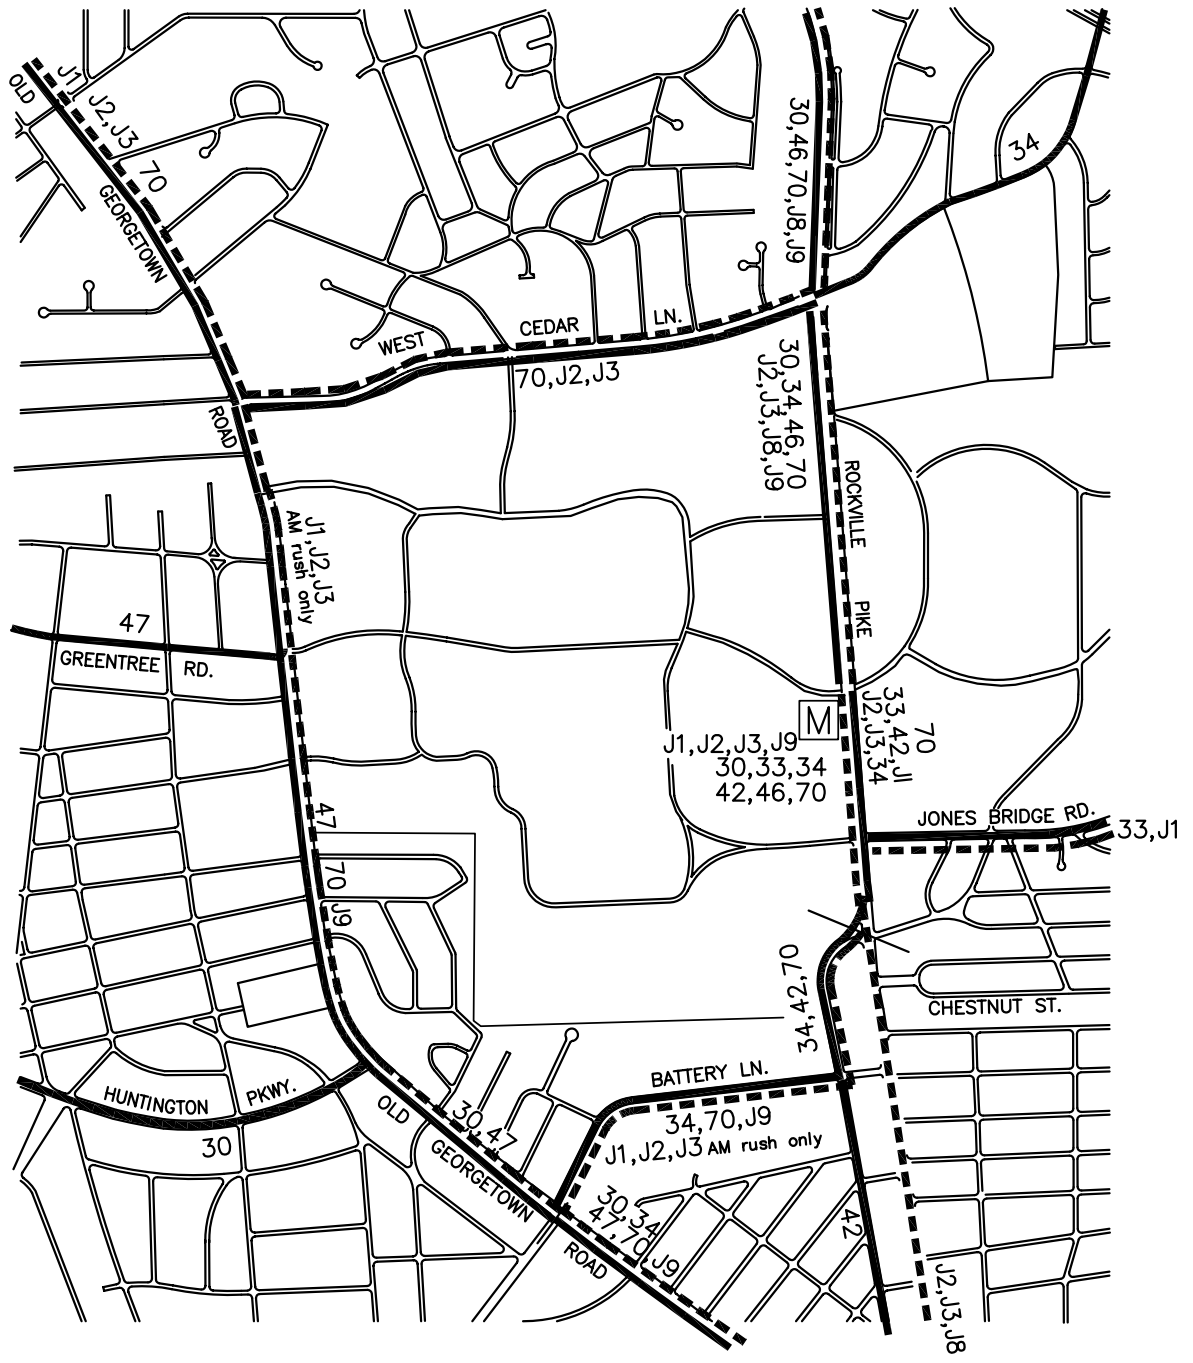 OLD
J1, J2, J3
70
GEORGETOWN
ROAD
WEST
CEDAR
LN.
70, J2, J3
30,46,70,J8,J9
34
30,34,46,70
J2,J3,J8,J9
ROCKVILLE
PIKE
J1,J2,J3
AM rush only
47
GREENTREE RD.
M
J1,J2,J3,J9
30,33,34
42,46,70
70
33,42,J1
J2,J3,34
JONES BRIDGE RD.
33,J1
47
70
J9
34,42,70
CHESTNUT ST.
HUNTINGTON
PKWY.
30
BATTERY LN.
34,70,J9
J1,J2,J3 AM rush only
OLD
30,47
GEORGETOWN
ROAD
30,34
47,70,J9
42
J2,J3,J8